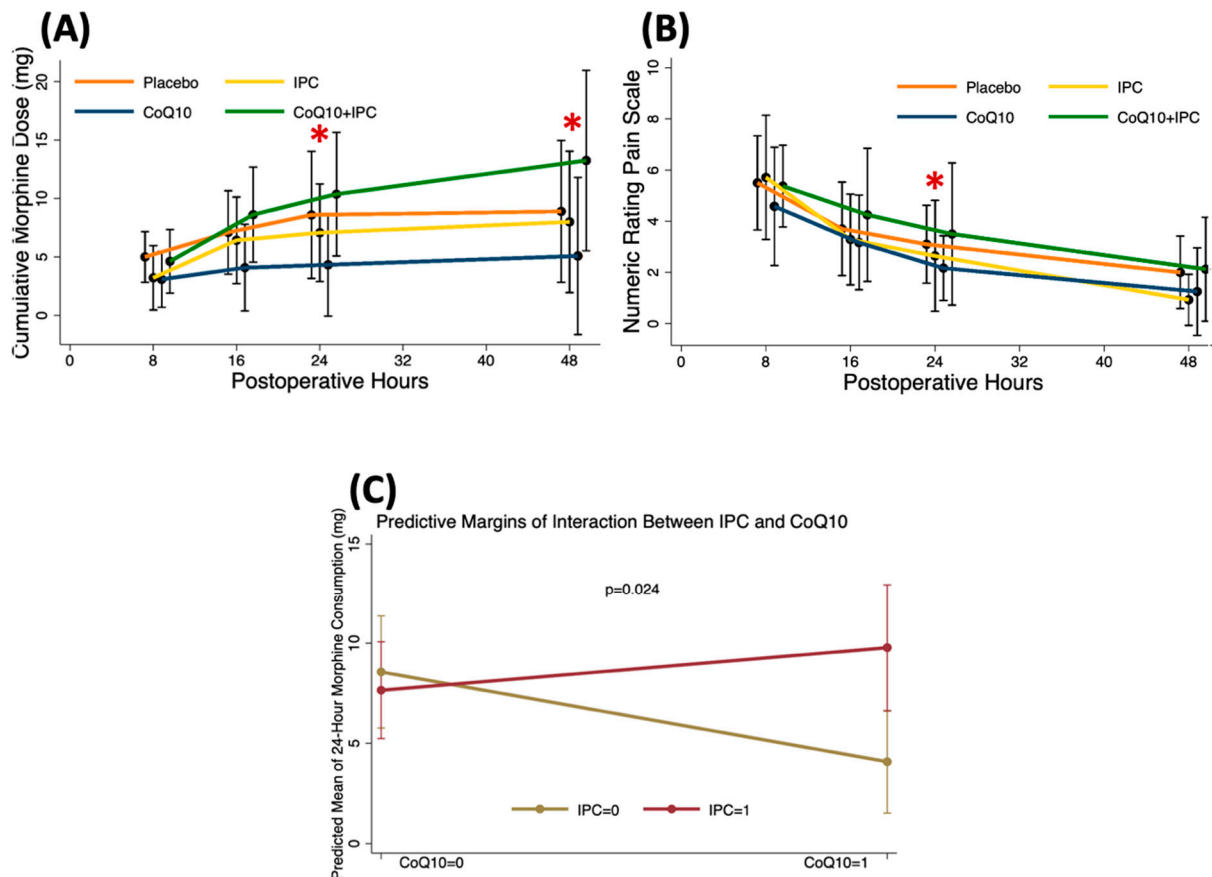 (A)
Cumulative Morphine Dose (mg)
20
15
10
5
0
Placebo
IPC
CoQ10
CoQ10+IPC
*
*
0
8
16
24
32
40
48
Postoperative Hours
(B)
Numeric Rating Pain Scale
10
8
6
4
2
0
Placebo
IPC
CoQ10
CoQ10+IPC
*
0
8
16
24
32
40
48
Postoperative Hours
(C)
Predictive Margins of Interaction Between IPC and CoQ10
Predicted Mean of 24-Hour Morphine Consumption (mg)
15
10
5
0
p=0.024
IPC=0
IPC=1
CoQ10=0
CoQ10=1